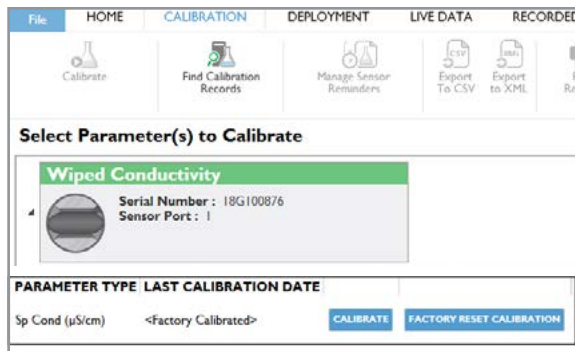 File HOME CALIBRATION DEPLOYMENT LIVE DATA RECORDED
Calibrate
Find Calibration
Records
Manage Sensor
Reminders
Export
To CSV
Export
to XML
Select Parameter(s) to Calibrate
Wiped Conductivity
Serial Number : 18G100876
Sensor Port : 1
PARAMETER TYPE LAST CALIBRATION DATE
Sp Cond (µS/cm) <Factory Calibrated> CALIBRATE FACTORY RESET CALIBRATION